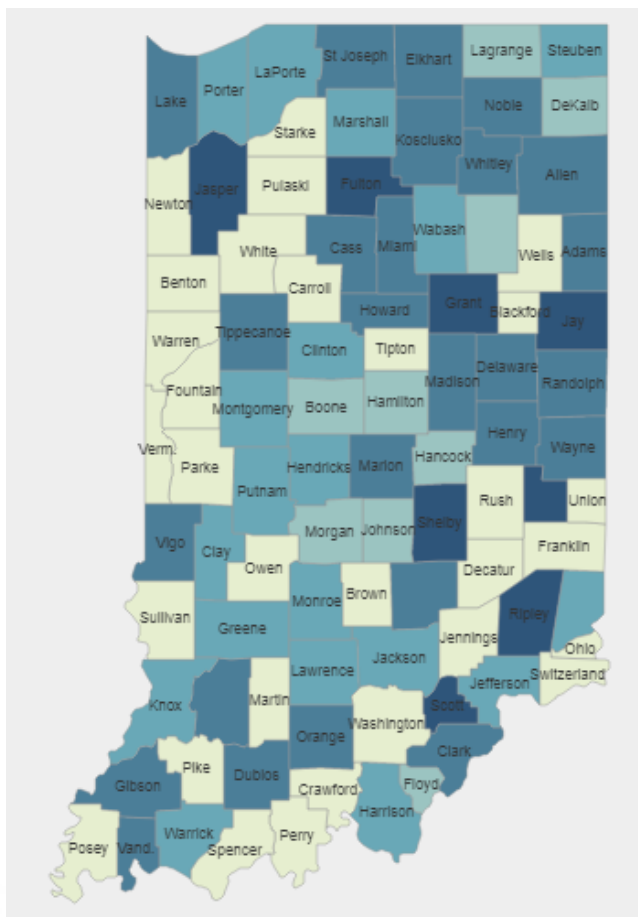 Lagrange
Steuben
St Joseph
Elkhart
LaPorte
Porter
Lake
Noble
DeKalb
Marshall
Starke
Kosciusko
Whitley
Allen
Jasper
Pulaski
Fulton
Newton
Wabash
White
Cass
Miami
Wells
Adams
Benton
Carroll
Grant
Blackford
Jay
Howard
Tippecanoe
Warren
Clinton
Tipton
Delaware
Madison
Randolph
Fountain
Montgomery
Boone
Hamilton
Henry
Verm.
Parke
Hendricks
Marion
Hancock
Wayne
Putnam
Rush
Union
Shelby
Morgan
Johnson
Vigo
Clay
Franklin
Owen
Decatur
Brown
Monroe
Sullivan
Ripley
Greene
Jennings
Ohio
Jackson
Lawrence
Switzerland
Jefferson
Martin
Knox
Scott
Washington
Orange
Clark
Pike
Dubios
Gibson
Floyd
Crawford
Harrison
Warrick
Perry
Posey
Vand.
Spencer